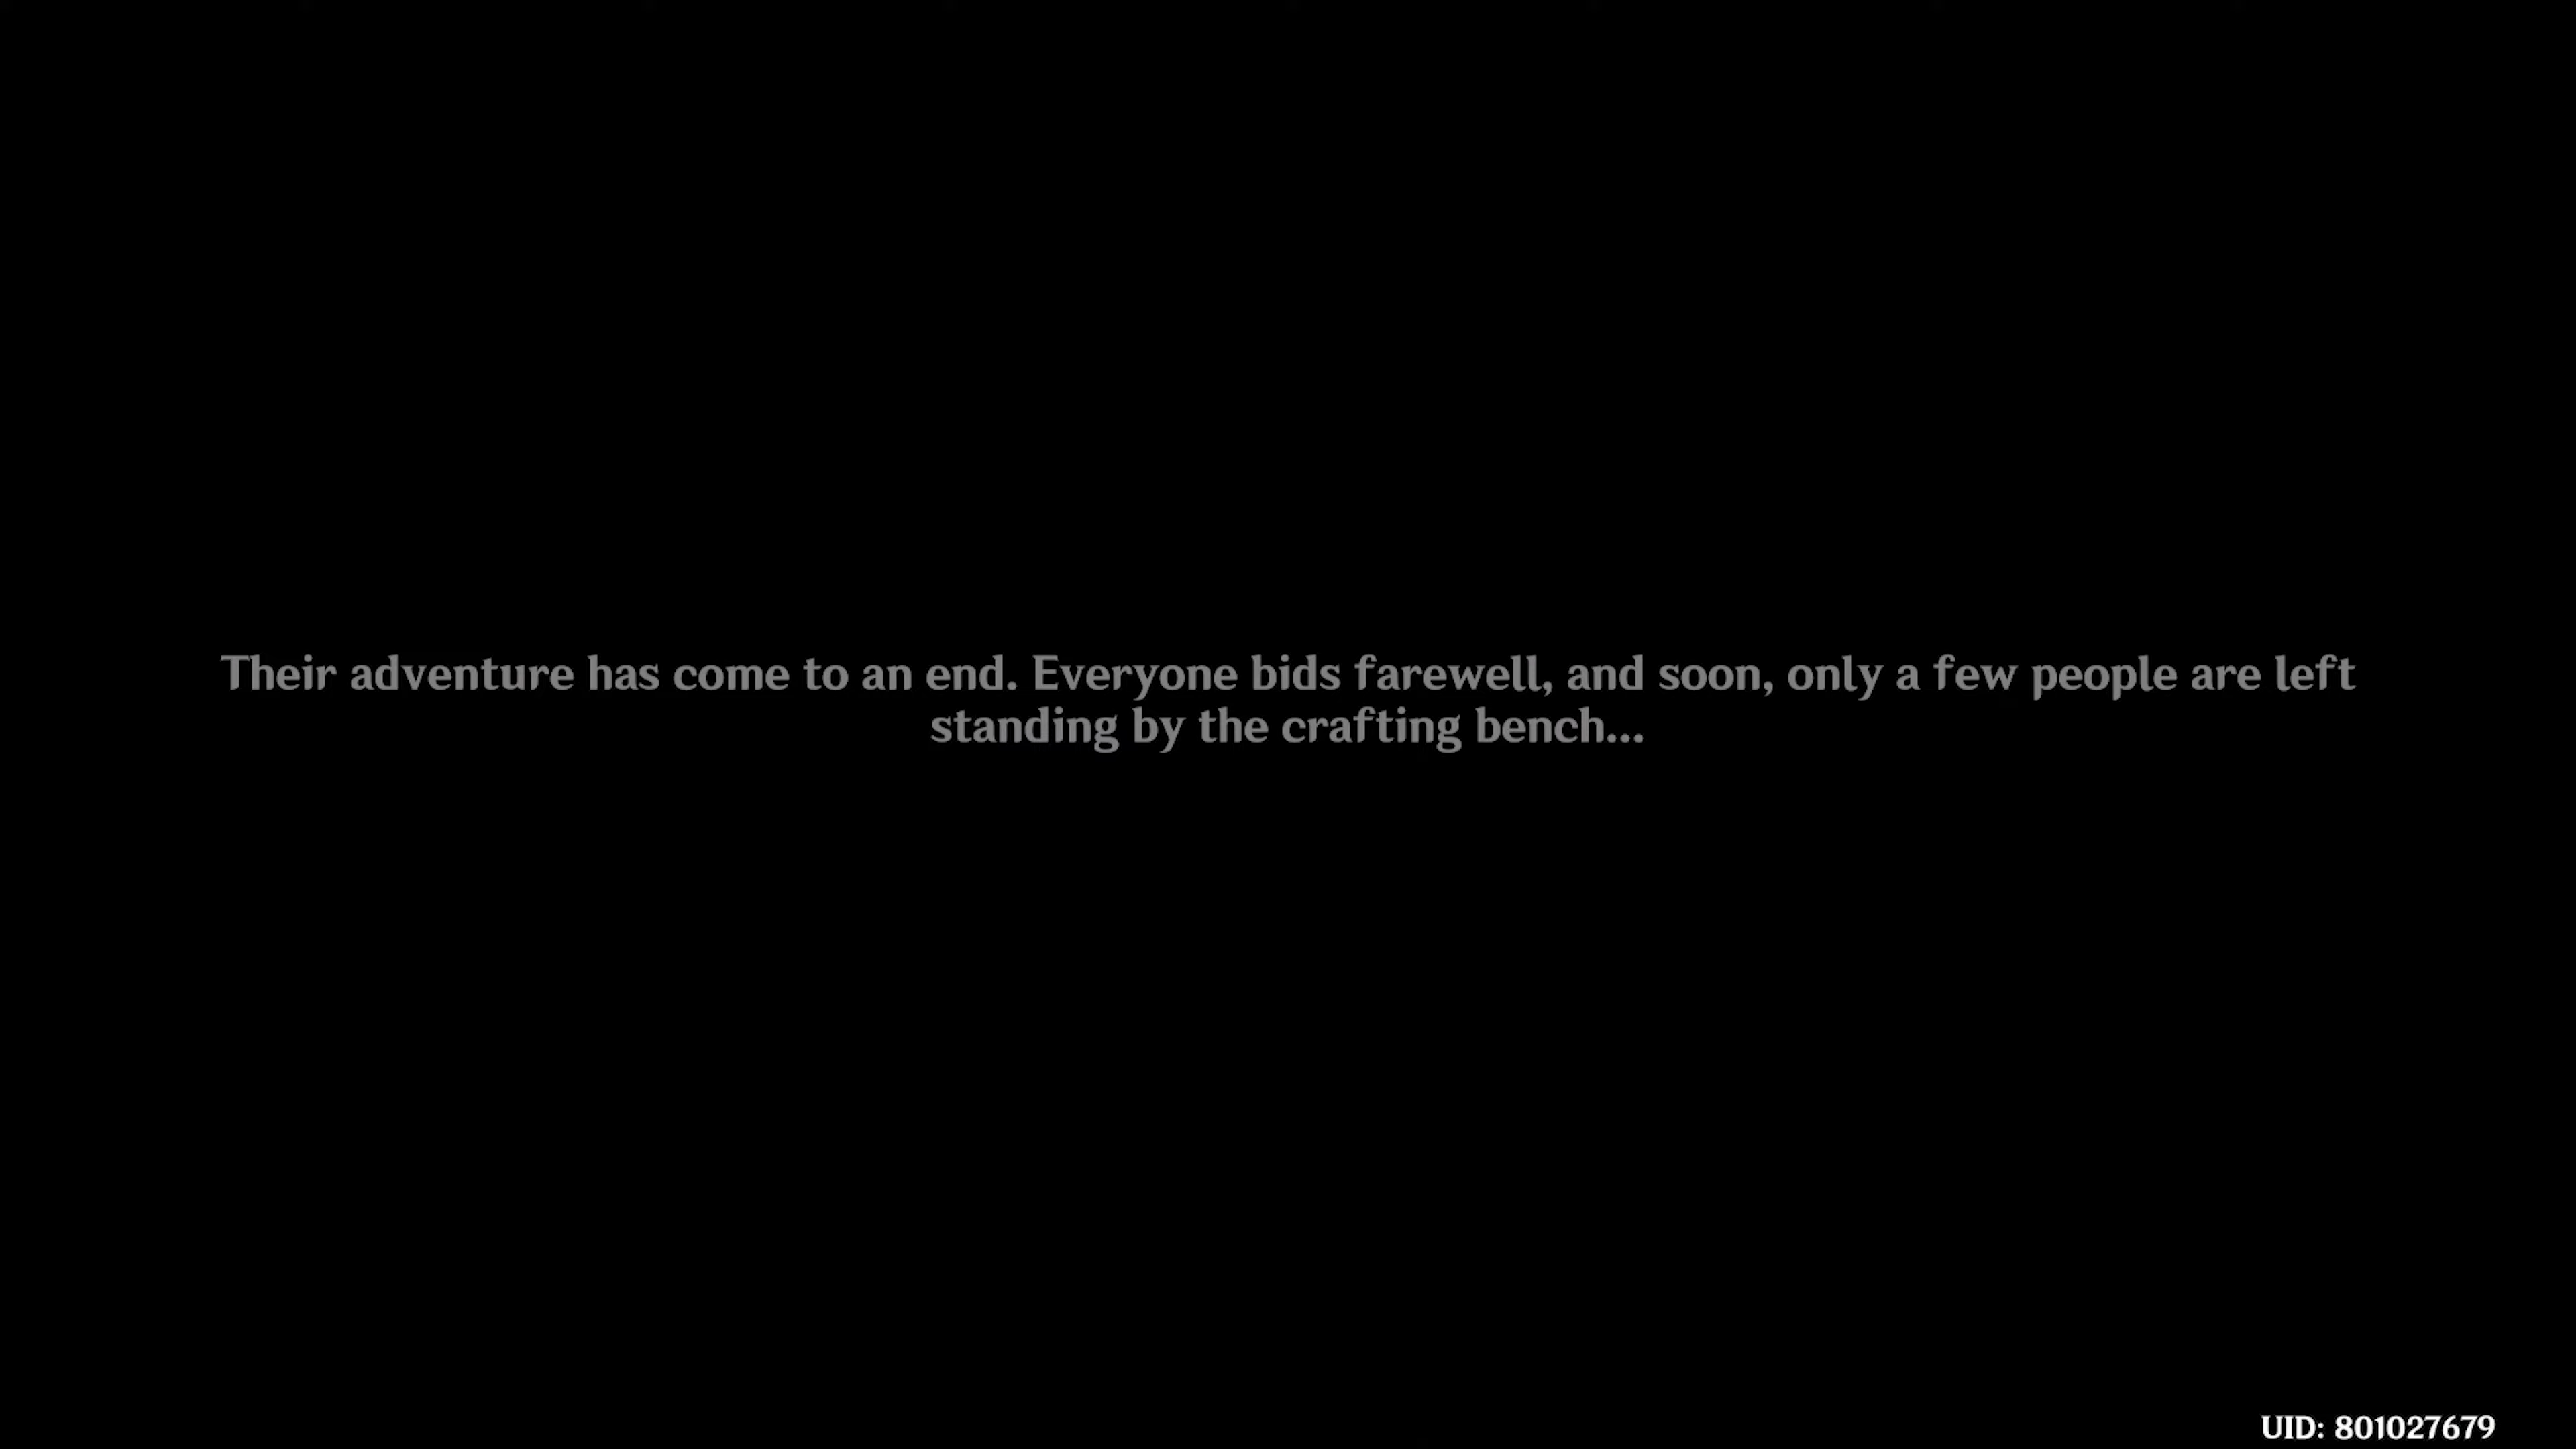 Their adventure has come to an end. Everyone bids farewell, and soon, only a few people are left
standing by the crafting bench...
UID: 801027679